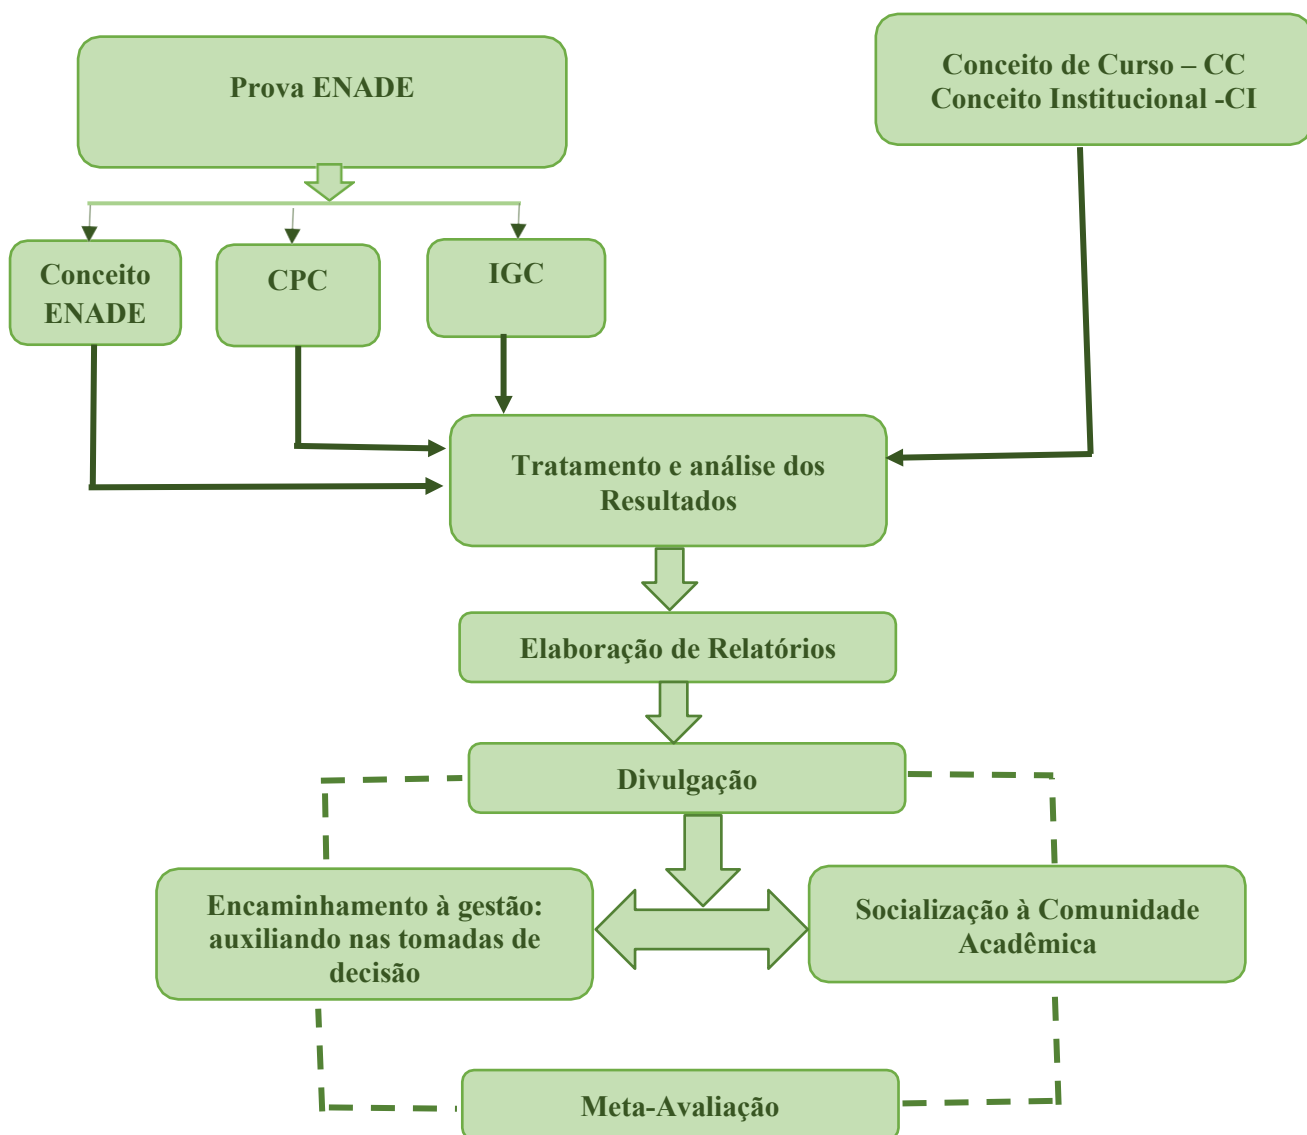 Prova ENADE
Conceito de Curso – CC
Conceito Institucional -CI
Conceito
ENADE
CPC
IGC
Tratamento e análise dos
Resultados
Elaboração de Relatórios
Divulgação
Encaminhamento à gestão:
auxiliando nas tomadas de
decisão
Socialização à Comunidade
Acadêmica
Meta-Avaliação